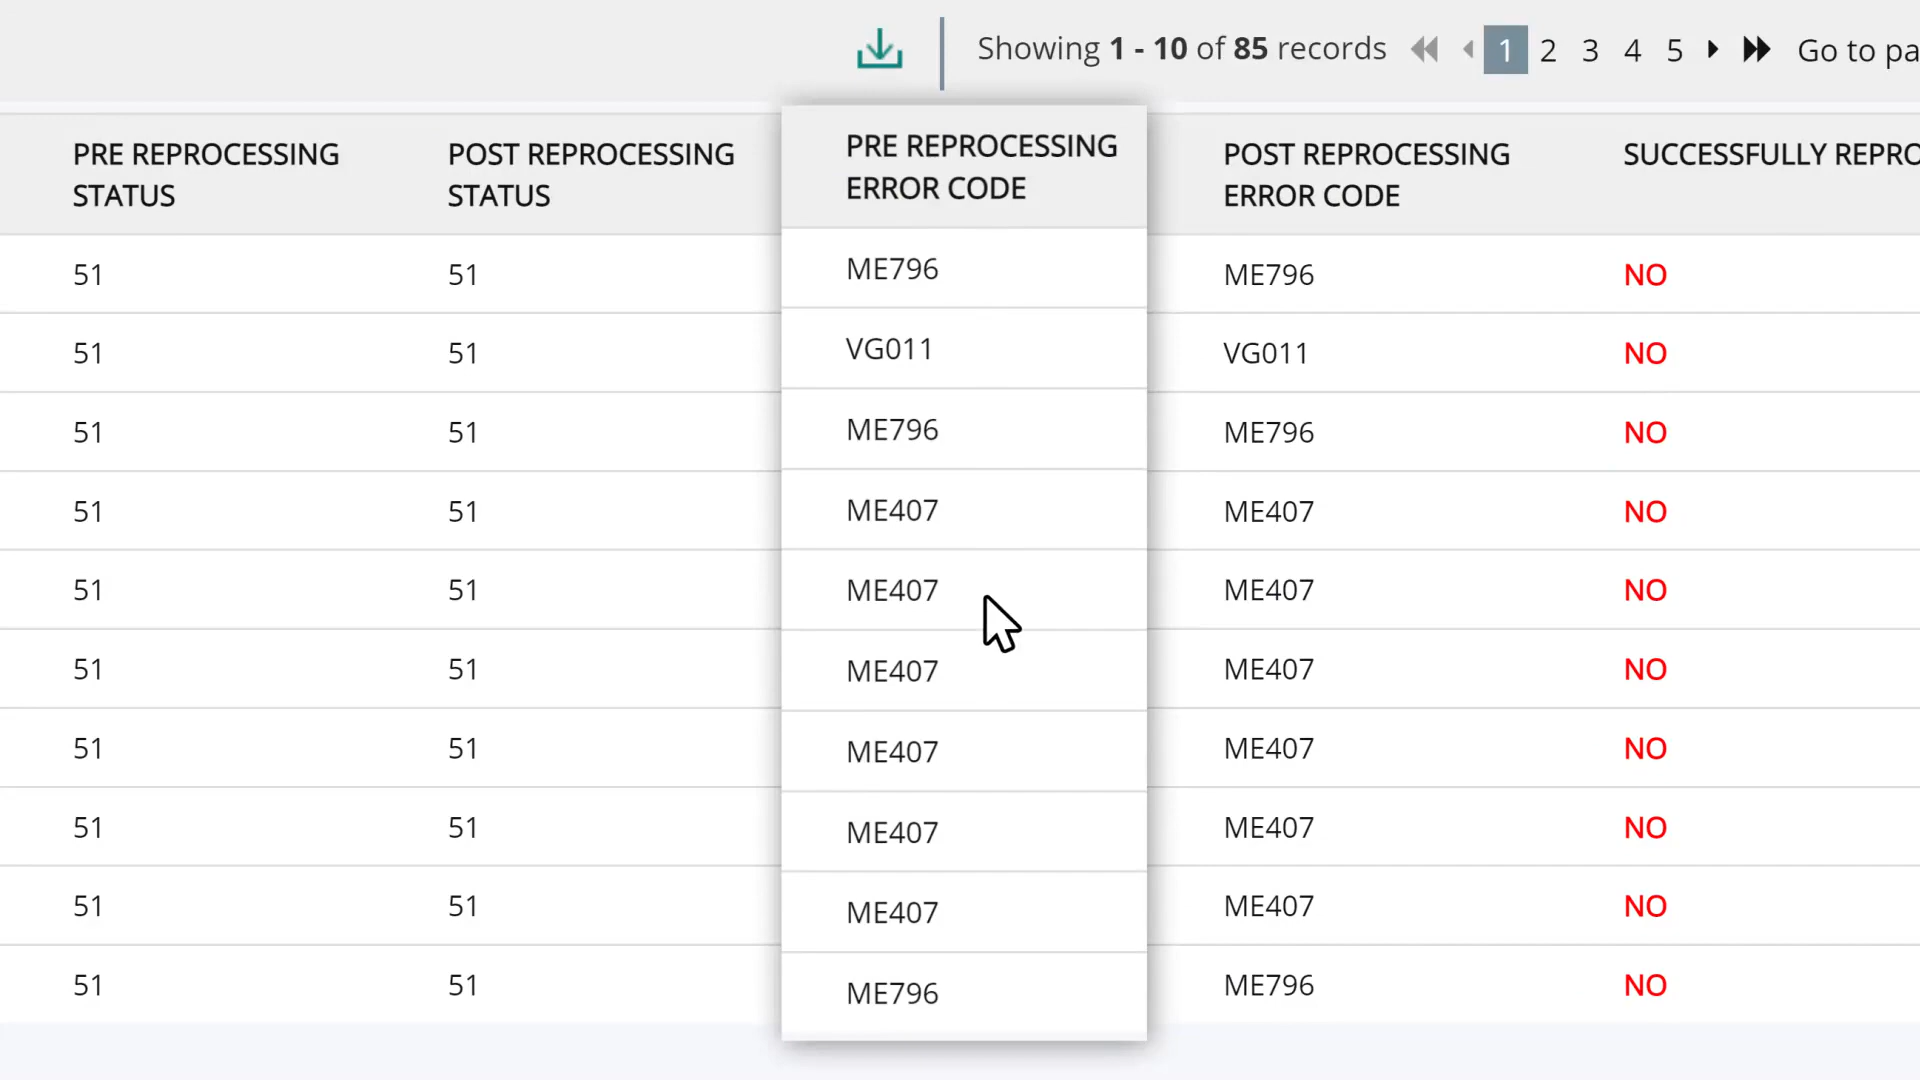 Showing 1 - 10 of 85 records 1 2 3 4 5 Go to pa
PRE REPROCESSING STATUS POST REPROCESSING STATUS PRE REPROCESSING ERROR CODE POST REPROCESSING ERROR CODE SUCCESSFULLY REPRO
51 51 ME796 ME796 NO
51 51 VG011 VG011 NO
51 51 ME796 ME796 NO
51 51 ME407 ME407 NO
51 51 ME407 ME407 NO
51 51 ME407 ME407 NO
51 51 ME407 ME407 NO
51 51 ME407 ME407 NO
51 51 ME407 ME407 NO
51 51 ME796 ME796 NO